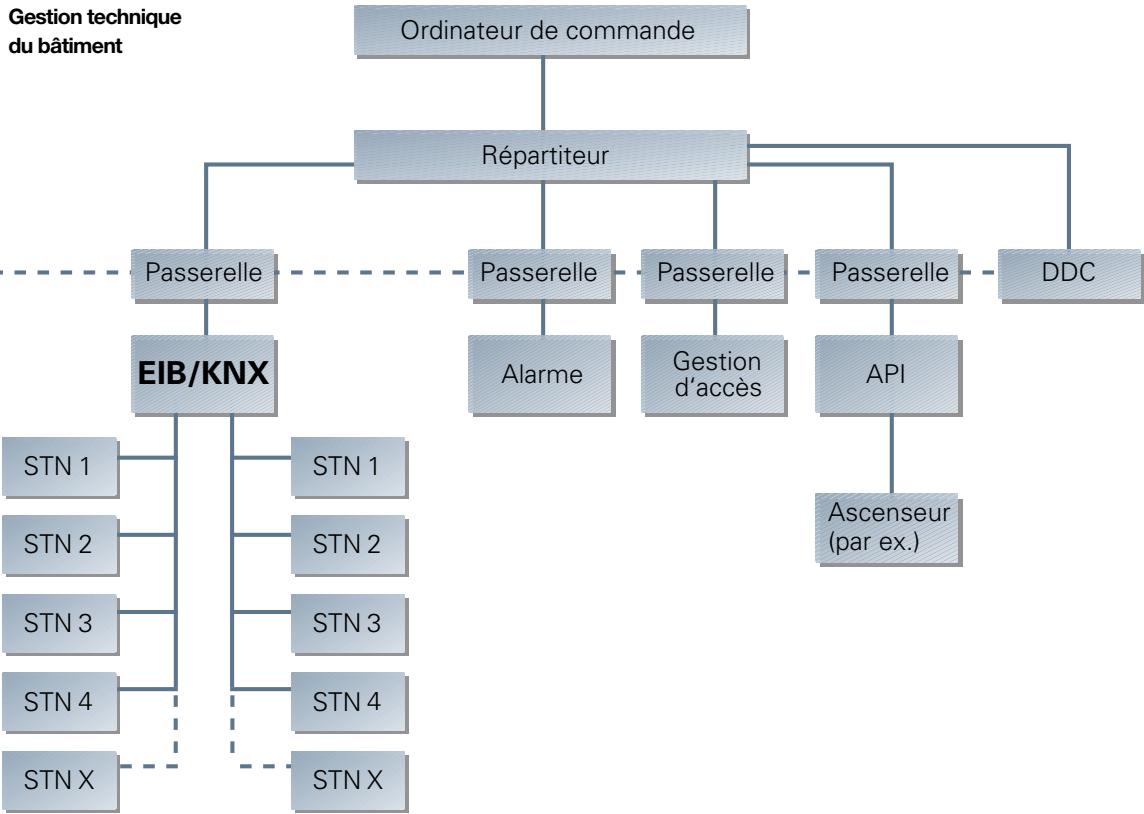 Gestion technique
du bâtiment
Ordinateur de commande
Répartiteur
Passerelle
Passerelle
Passerelle
Passerelle
DDC
EIB/KNX
Alarme
Gestion
d‘accès
API
STN 1
STN 1
Ascenseur
(par ex.)
STN 2
STN 2
STN 3
STN 3
STN 4
STN 4
STN X
STN X